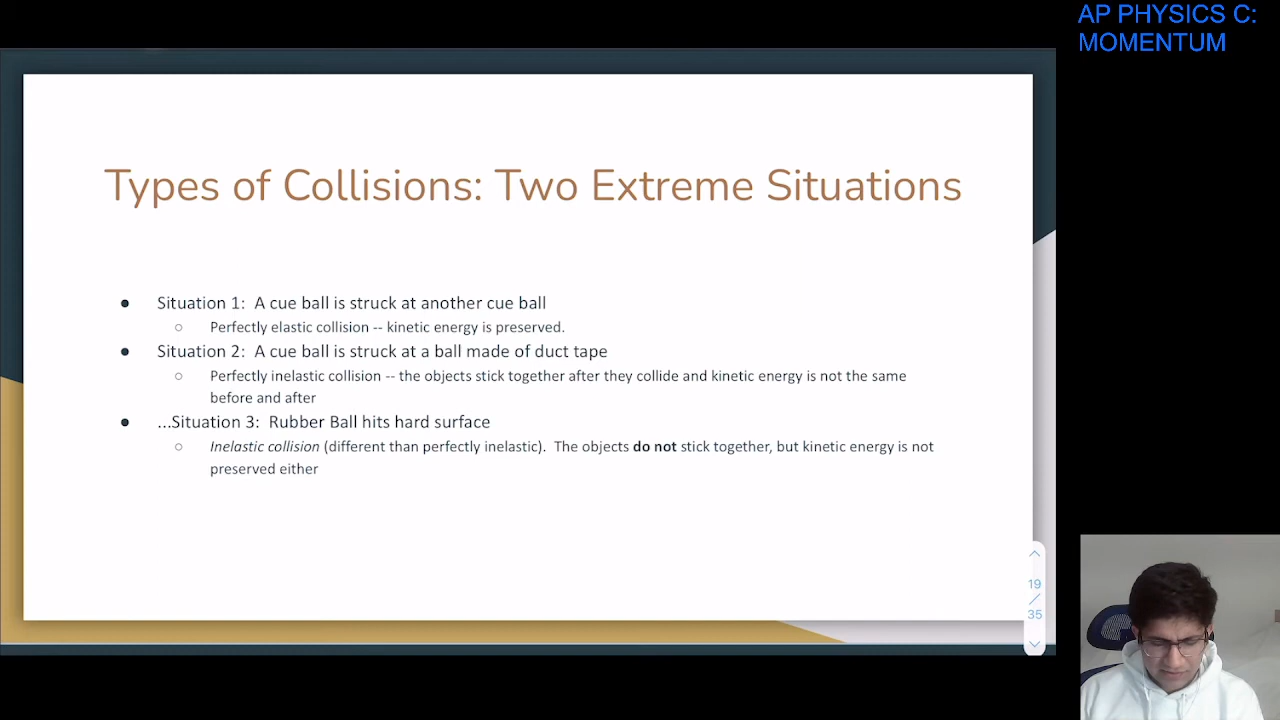 AP PHYSICS C:
MOMENTUM
Types of Collisions: Two Extreme Situations
● Situation 1: A cue ball is struck at another cue ball
○ Perfectly elastic collision -- kinetic energy is preserved.
● Situation 2: A cue ball is struck at a ball made of duct tape
○ Perfectly inelastic collision -- the objects stick together after they collide and kinetic energy is not the same
before and after
● ...Situation 3: Rubber Ball hits hard surface
○ Inelastic collision (different than perfectly inelastic). The objects do not stick together, but kinetic energy is not
preserved either
19
/
35